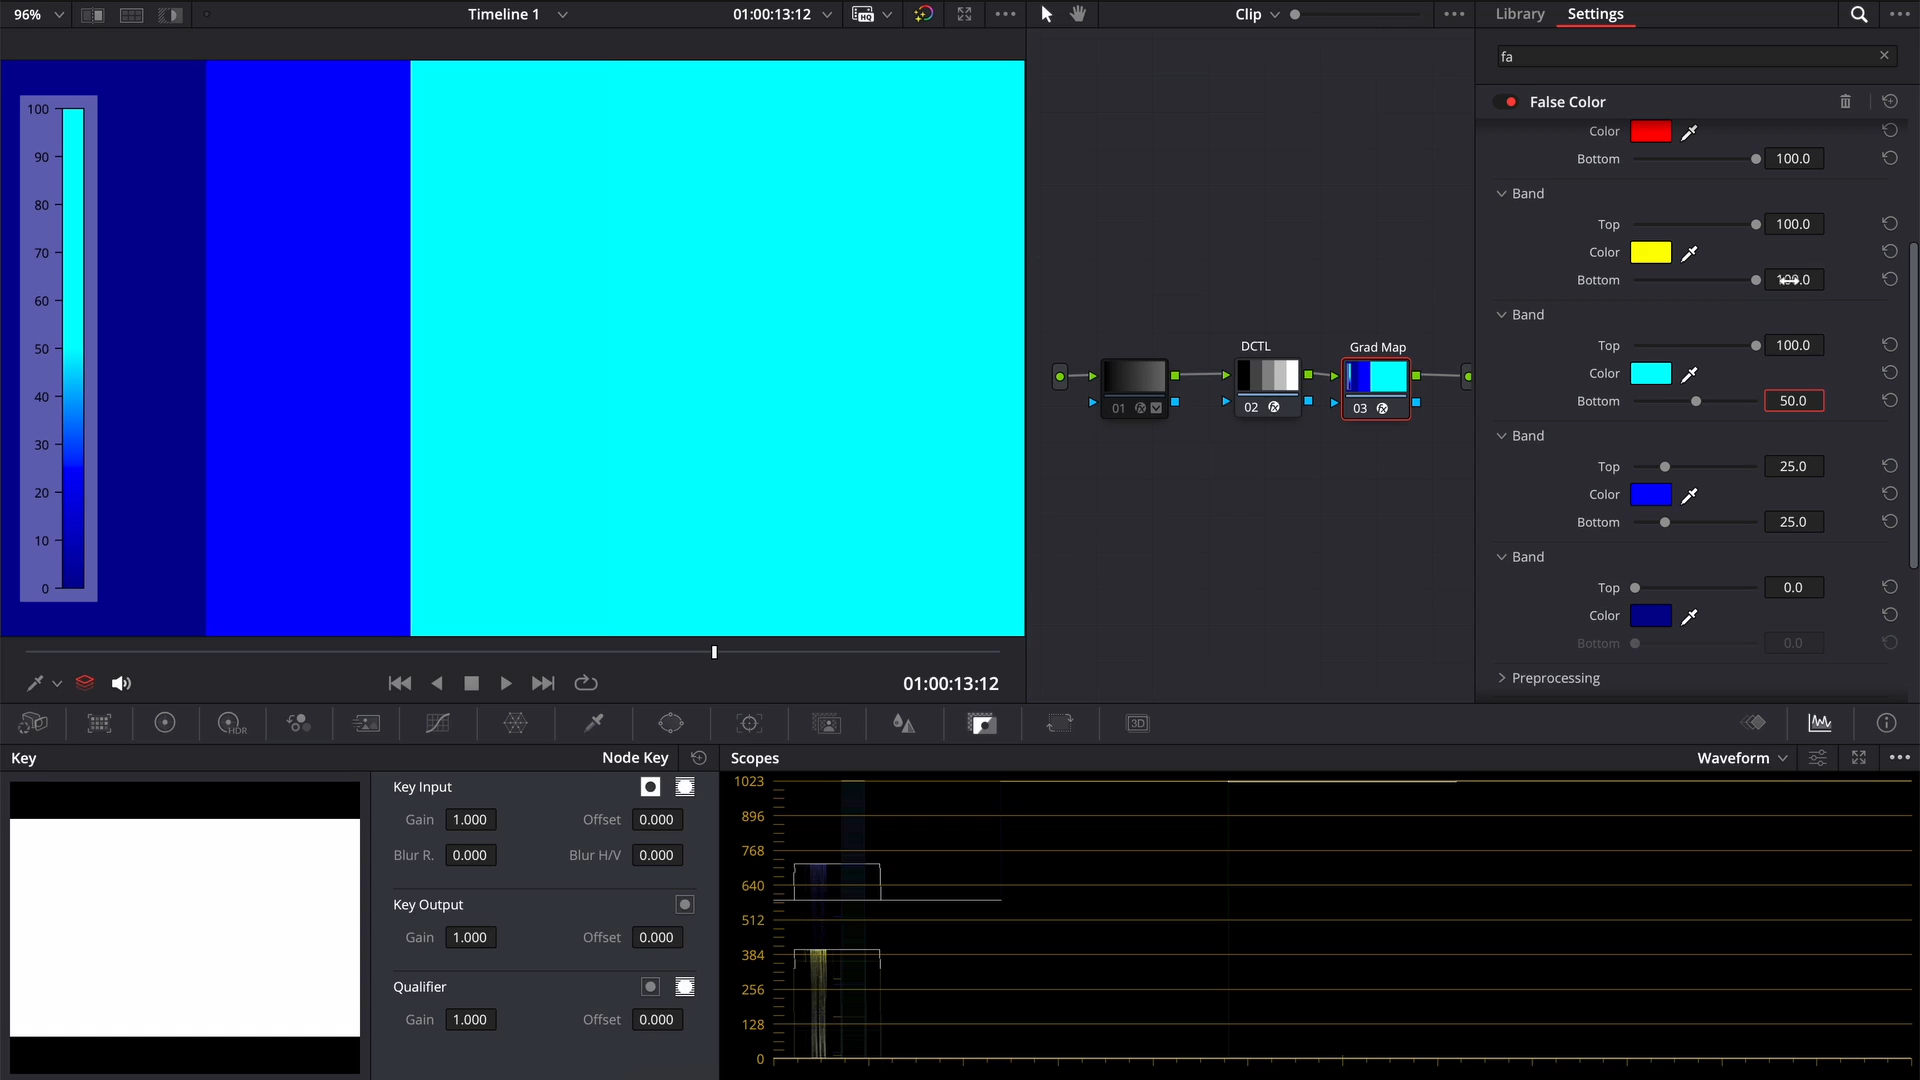 96%
Timeline 1
01:00:13:12
HQ
Clip
Library
Settings
fa
False Color
Color
Bottom 100.0
Band
Top 100.0
Color
Bottom
Band
Top 100.0
Color
Bottom 50.0
Band
Top 25.0
Color
Bottom 25.0
Band
Top 0.0
Color
Bottom 0.0
Preprocessing
100
90
80
70
60
50
40
30
20
10
0
DCTL
Grad Map
01
02
03
01:00:13:12
HDR
3D
Key
Node Key
Scopes
Waveform
Key Input
Gain 1.000 Offset 0.000
Blur R. 0.000 Blur H/V 0.000
Key Output
Gain 1.000 Offset 0.000
Qualifier
Gain 1.000 Offset 0.000
1023
896
768
640
512
384
256
128
0